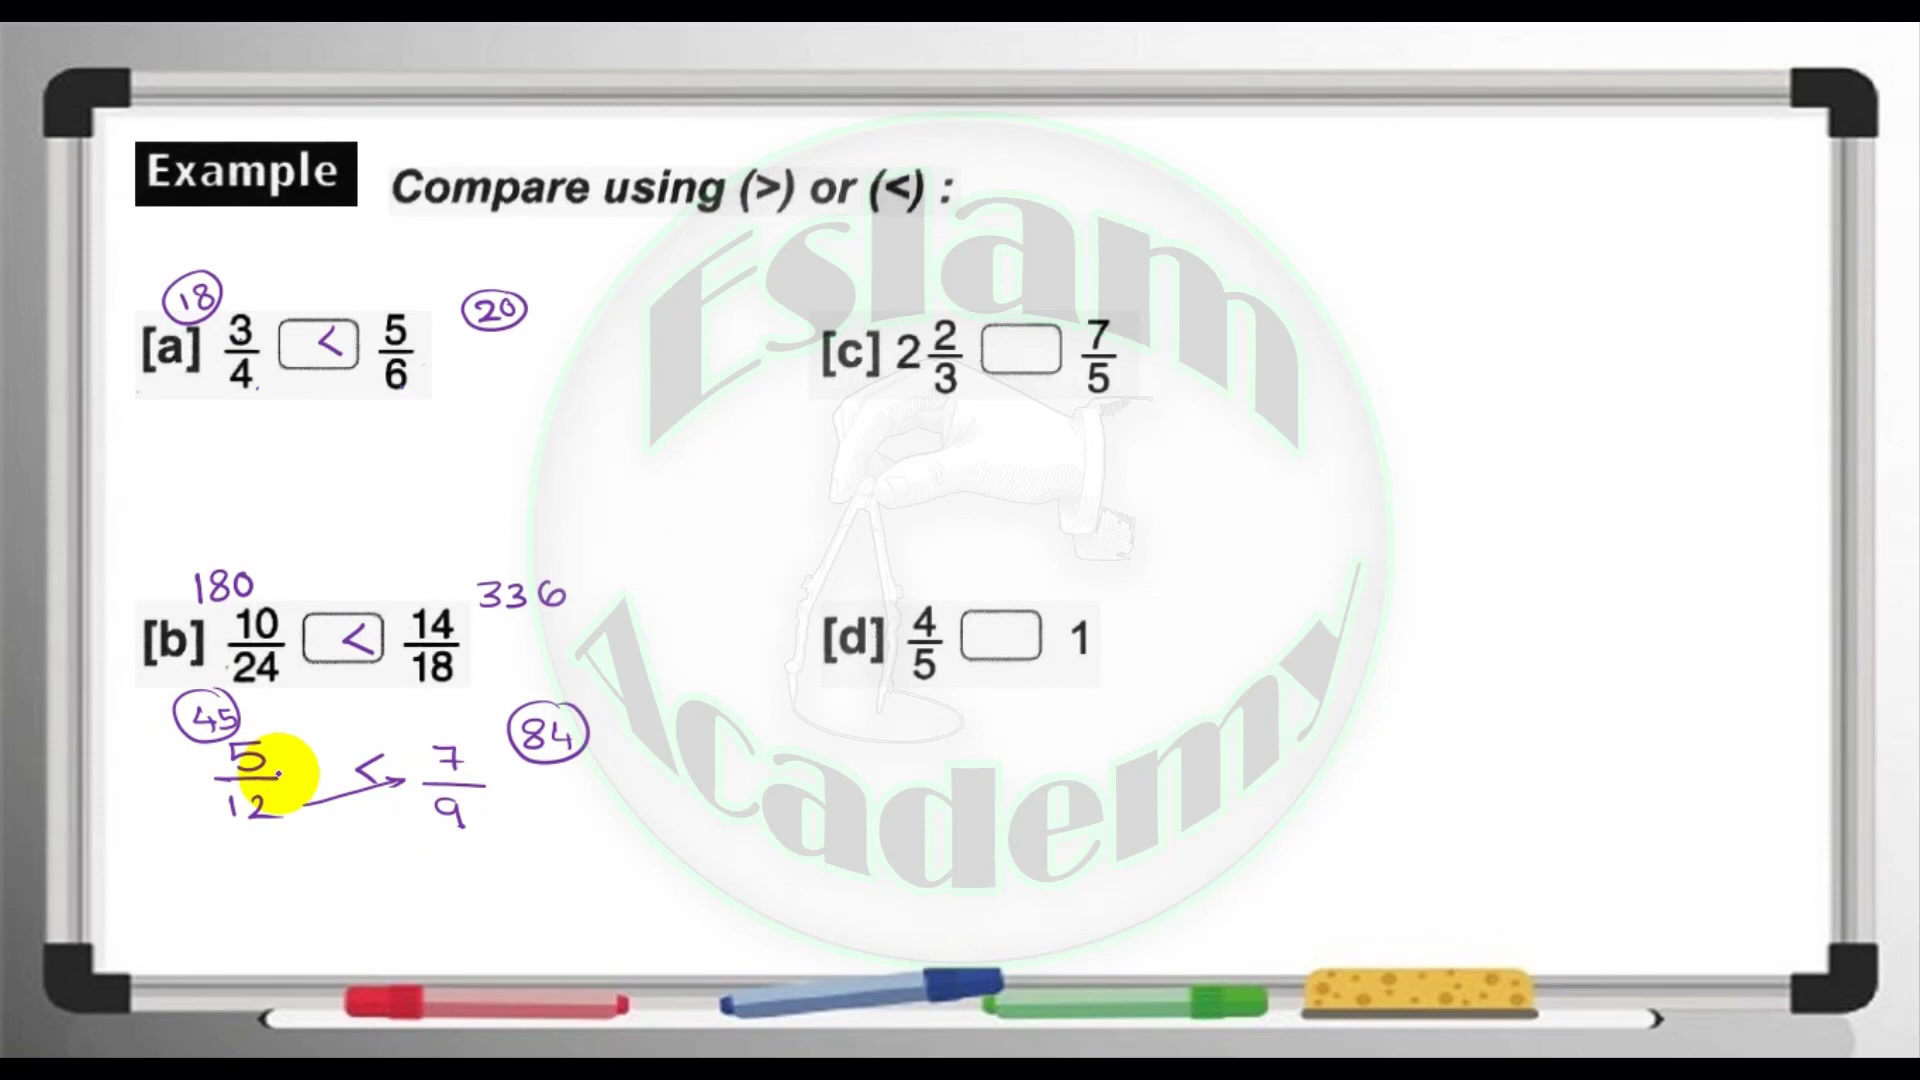 Example Compare using (>) or (<) :
18 20
[a] 3/4 < 5/6
[c] 2 2/3 7/5
180 336
[b] 10/24 < 14/18
[d] 4/5 1
45 84
5/12 < 7/9
Eslam
Academy